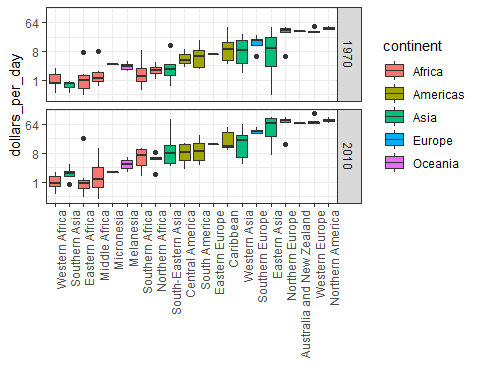 dollars_per_day
64
8
1
1970
64
8
1
2010
Western Africa
Southern Asia
Eastern Africa
Middle Africa
Micronesia
Melanesia
Southern Africa
Northern Africa
South-Eastern Asia
Central America
South America
Eastern Europe
Caribbean
Western Asia
Southern Europe
Eastern Asia
Northern Europe
Australia and New Zealand
Western Europe
Northern America
continent
Africa
Americas
Asia
Europe
Oceania